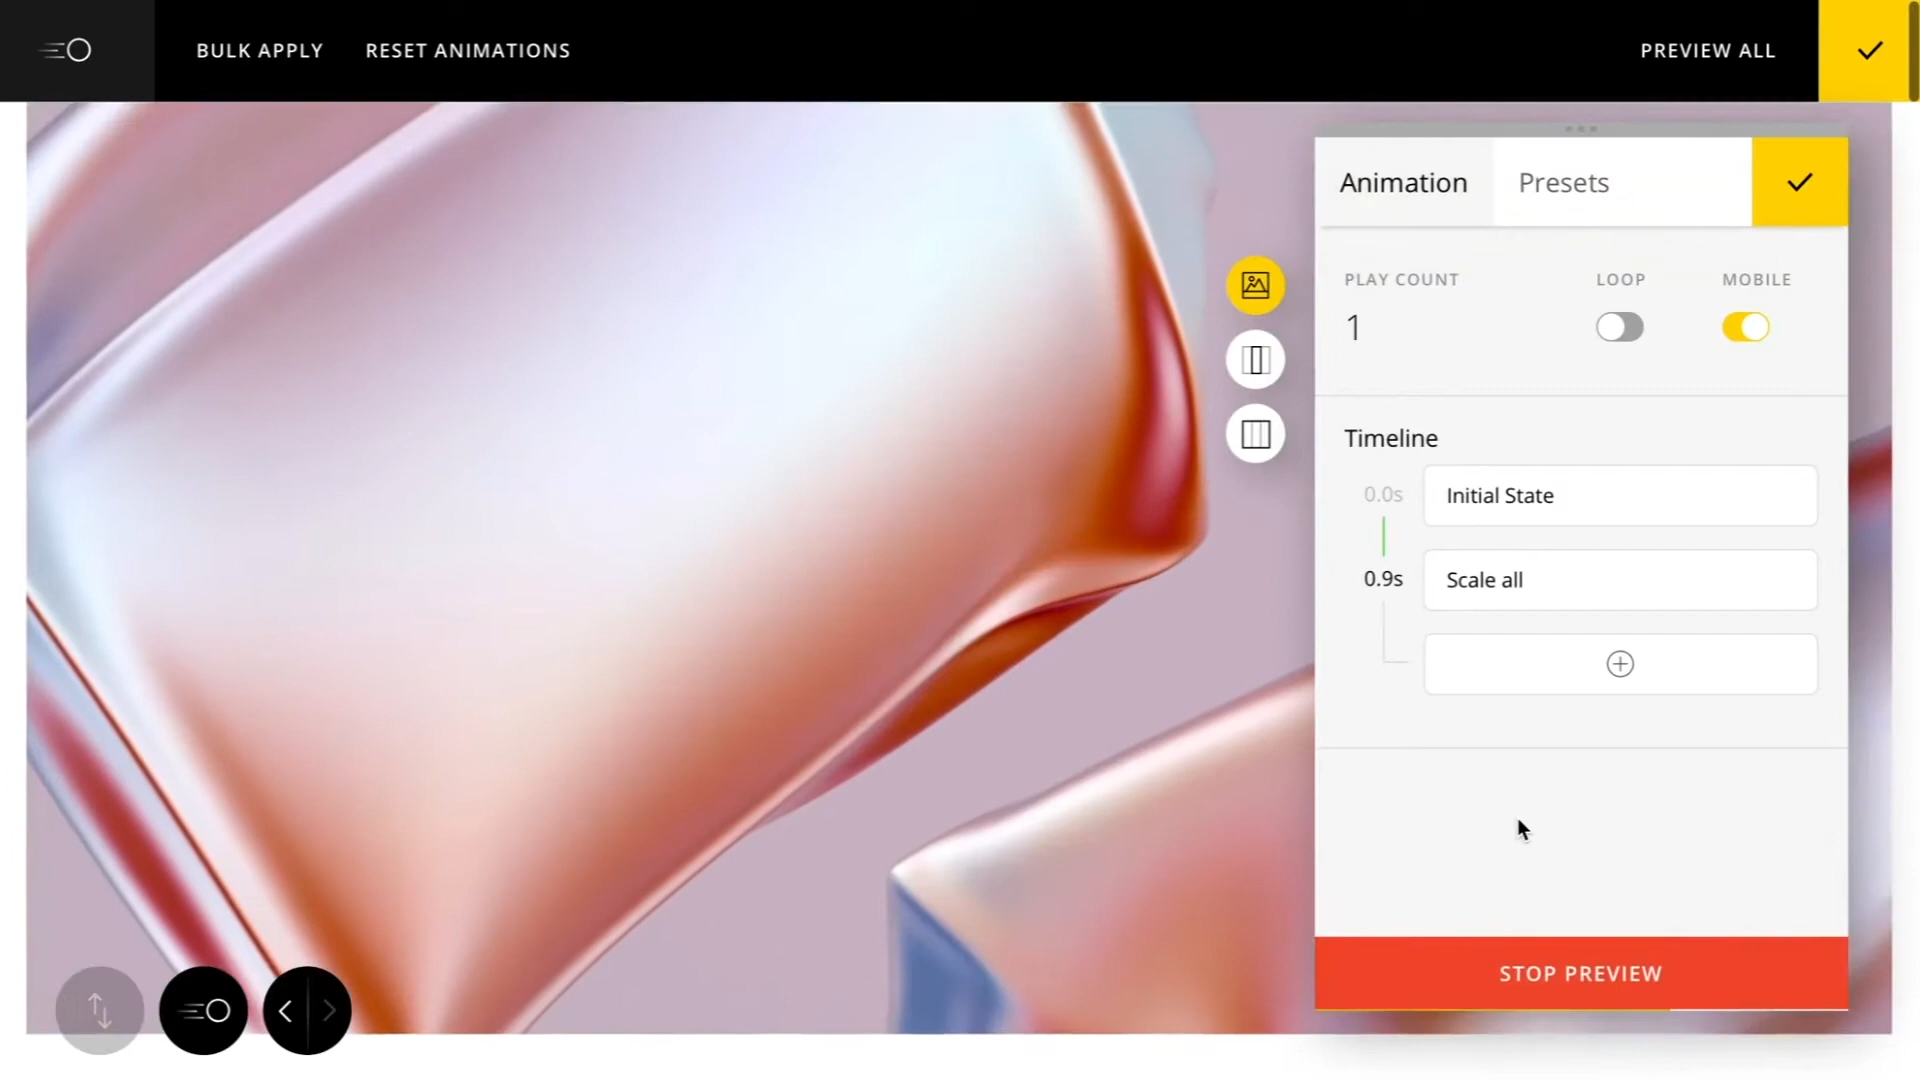 BULK APPLY
RESET ANIMATIONS
PREVIEW ALL
Animation
Presets
PLAY COUNT
LOOP
MOBILE
1
Timeline
0.0s
Initial State
0.9s
Scale all
STOP PREVIEW